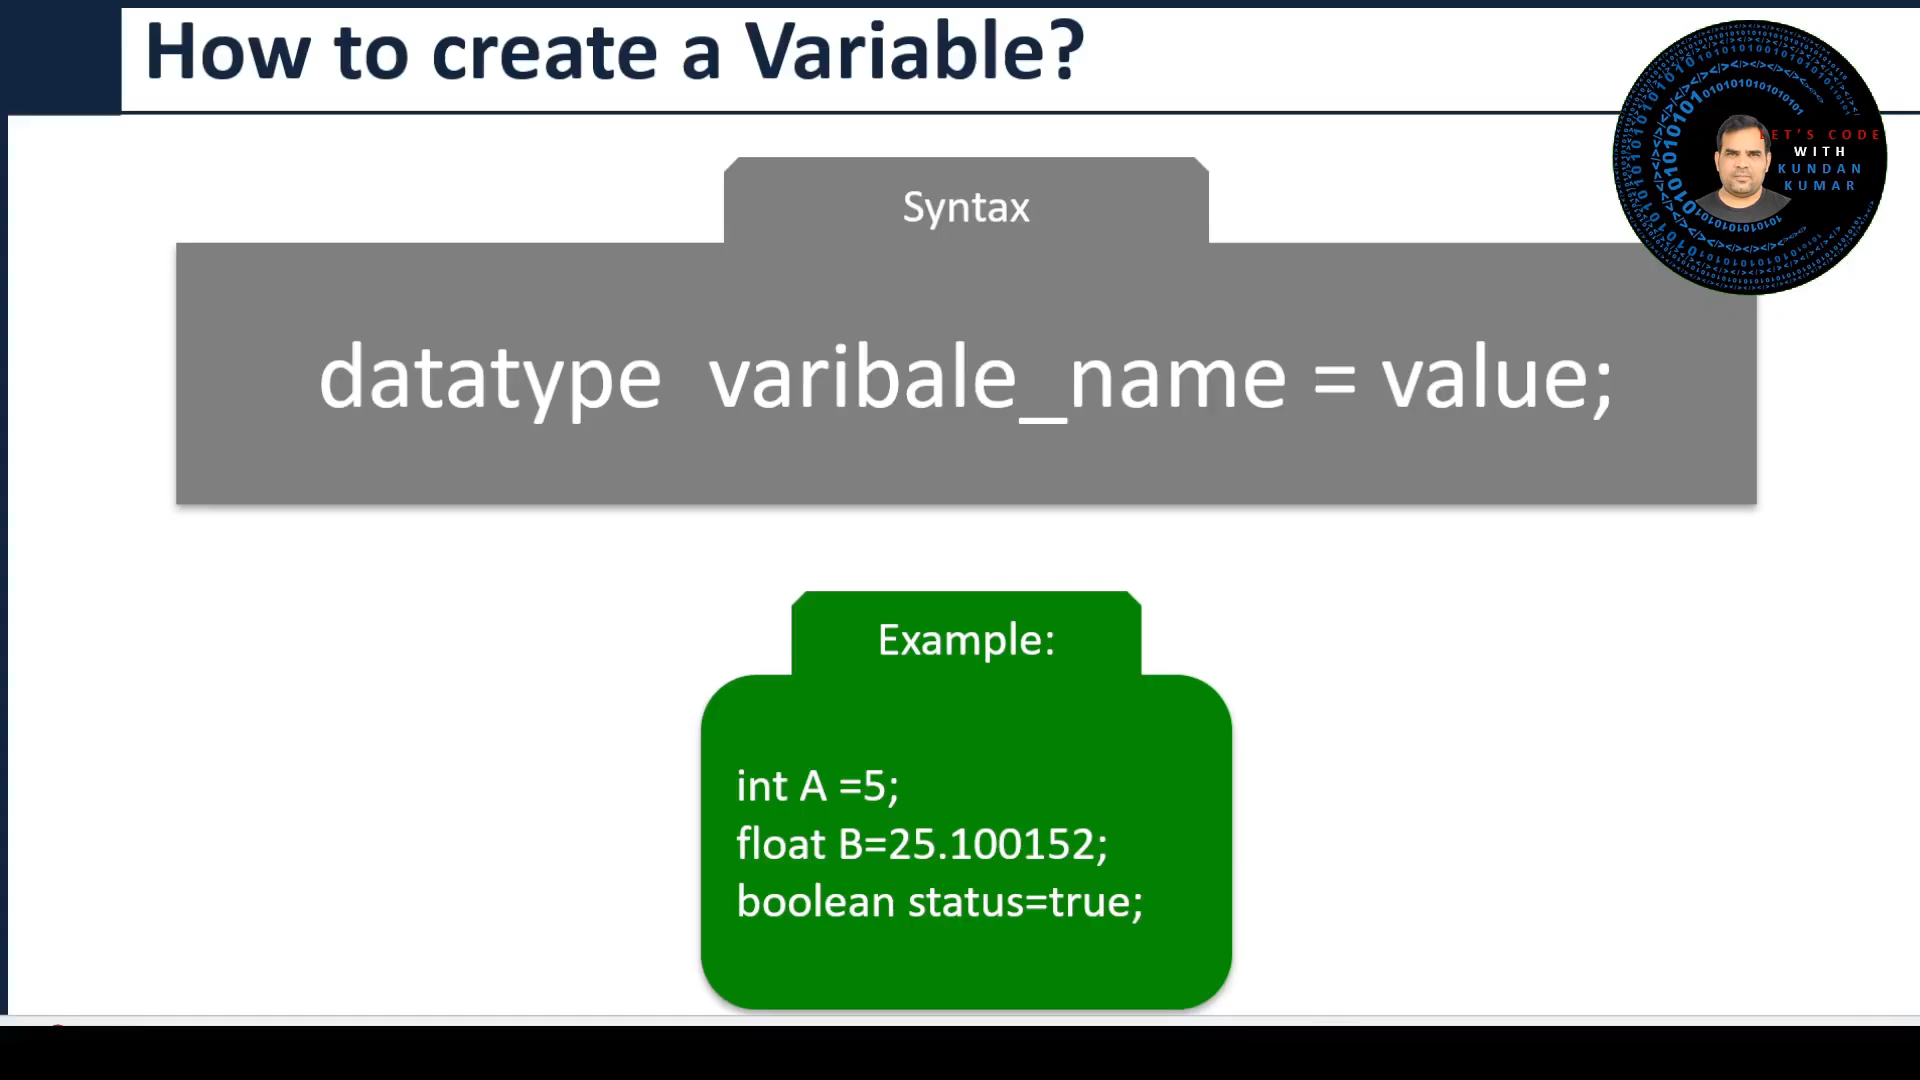 How to create a Variable?
LET'S CODE
WITH
KUNDAN
KUMAR
Syntax
datatype varibale_name = value;
Example:
int A =5;
float B=25.100152;
boolean status=true;